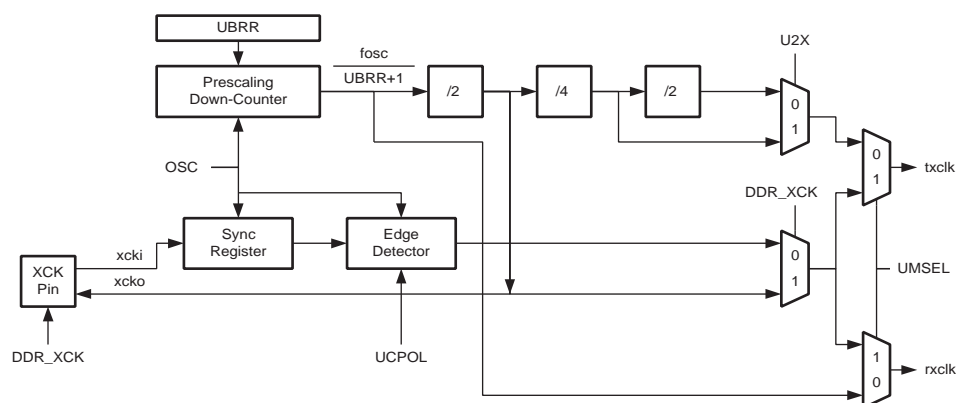 UBRR
fosc
UBRR+1
U2X
Prescaling
Down-Counter
/2
/4
/2
0
1
OSC
0
1
txclk
DDR_XCK
Sync
Register
Edge
Detector
xcki
XCK
Pin
xcko
0
1
UMSEL
DDR_XCK
UCPOL
1
0
rxclk